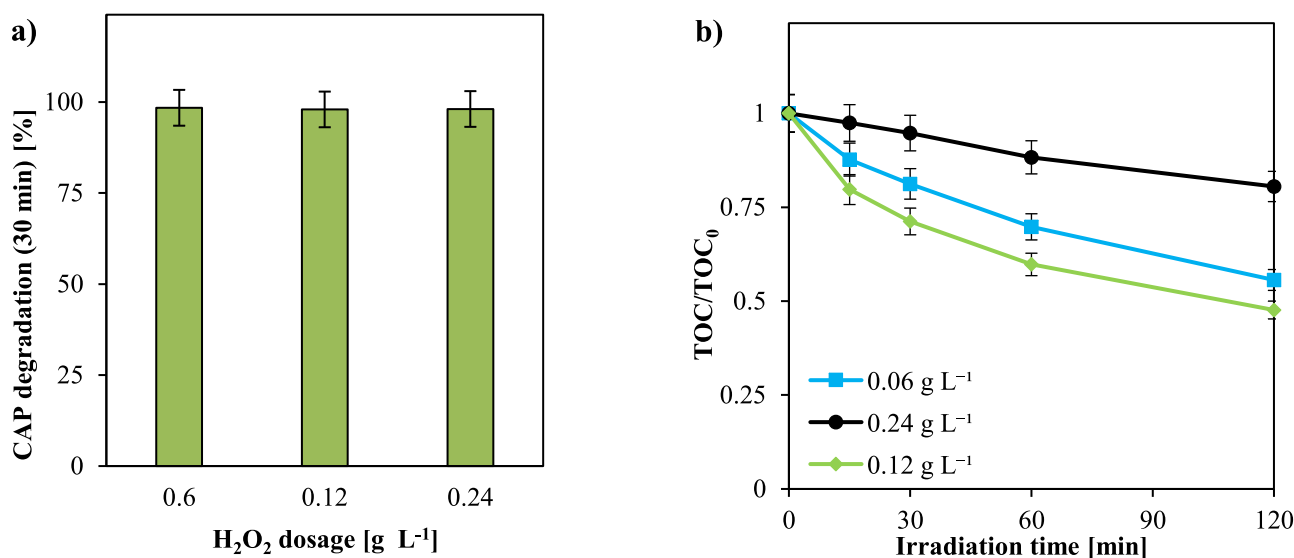 a)
CAP degradation (30 min) [%]
100
75
50
25
0
0.6 0.12 0.24
H₂O₂ dosage [g L⁻¹]
b)
TOC/TOC₀
1
0.75
0.5
0.25
0
0.06 g L⁻¹
0.24 g L⁻¹
0.12 g L⁻¹
0 30 60 90 120
Irradiation time [min]